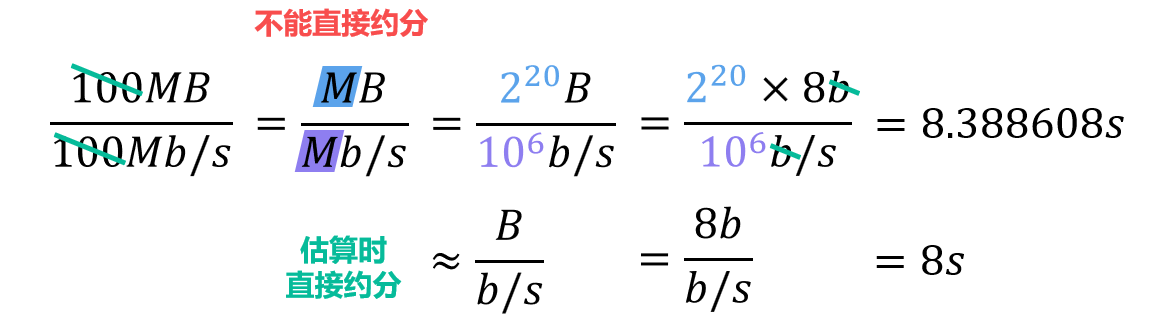 不能直接约分
100MB / 100Mb/s = MB / Mb/s = 2^20 B / 10^6 b/s = 2^20 × 8b / 10^6 b/s = 8.388608s
估算时
直接约分
≈ B / b/s = 8b / b/s = 8s